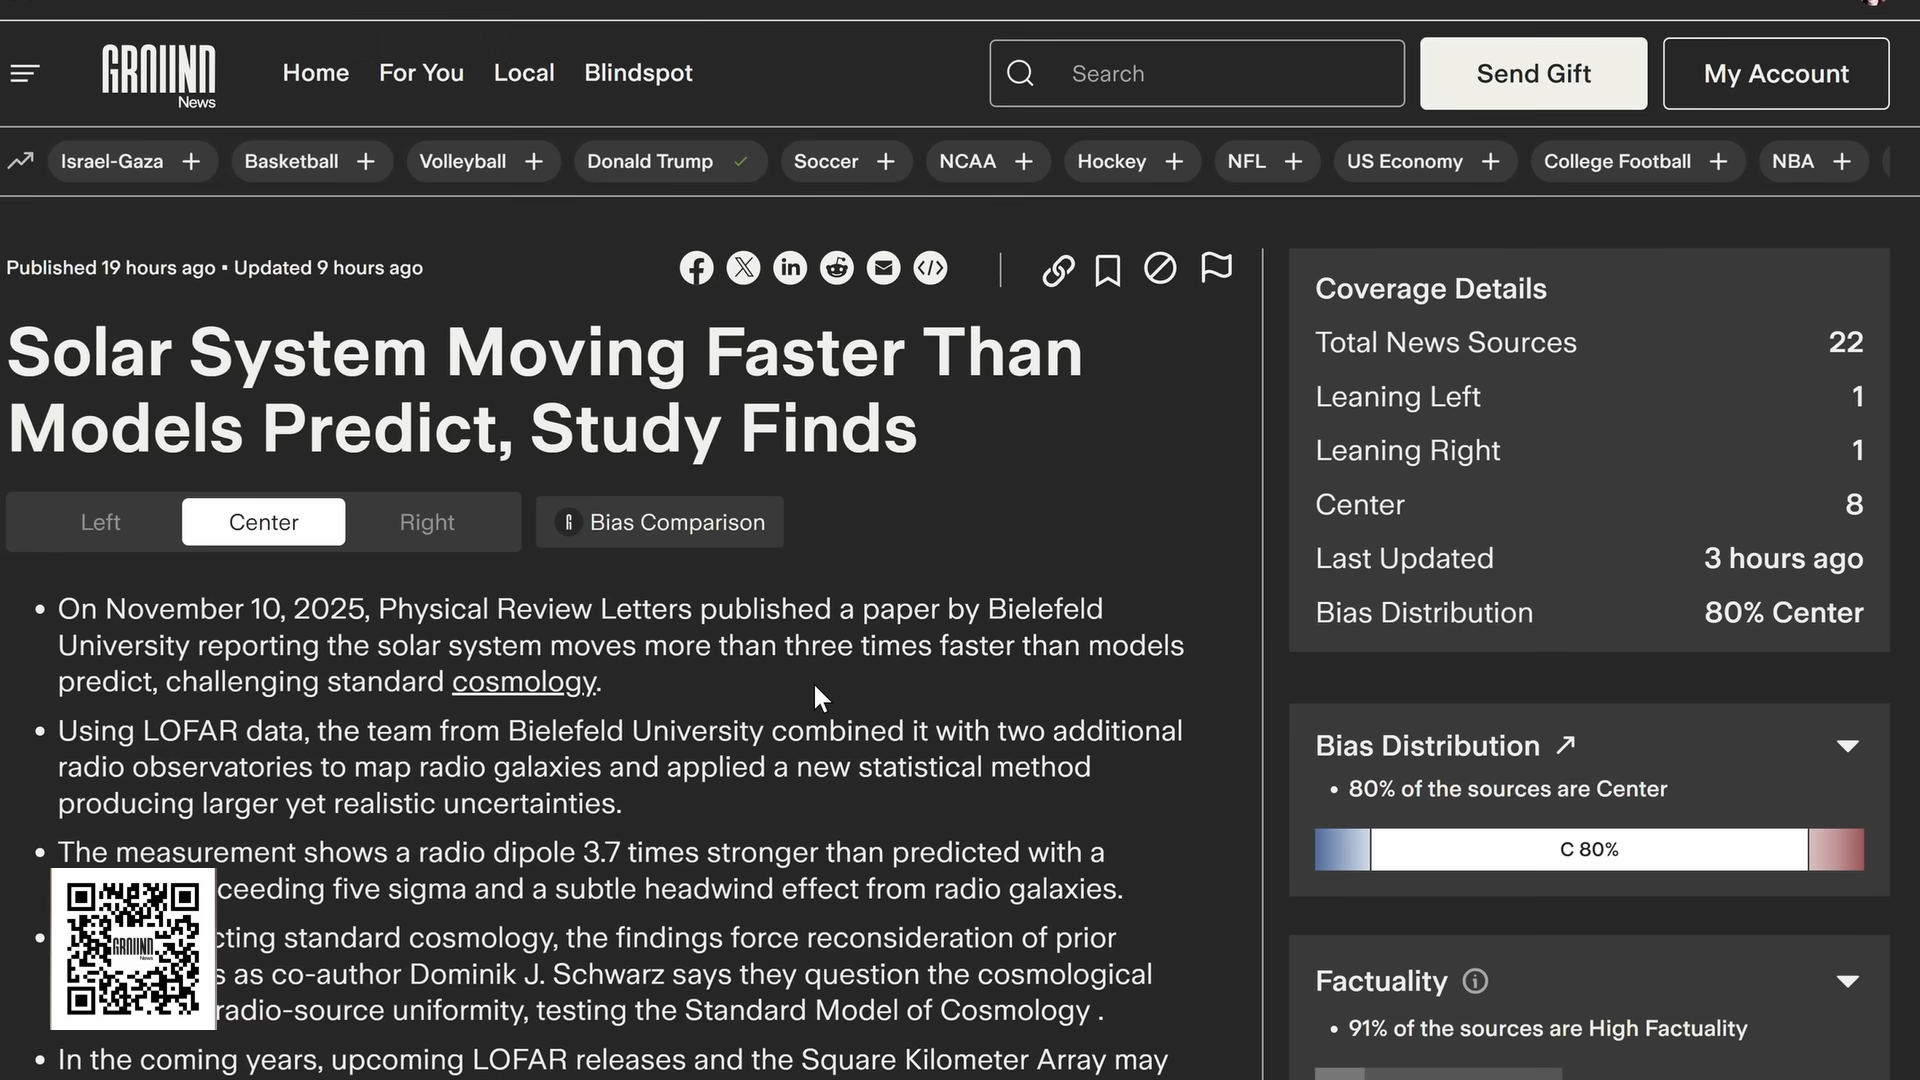 GROUND
News
Home
For You
Local
Blindspot
Search
Send Gift
My Account
Israel-Gaza +
Basketball +
Volleyball +
Donald Trump ✓
Soccer +
NCAA +
Hockey +
NFL +
US Economy +
College Football +
NBA +
Published 19 hours ago • Updated 9 hours ago
Solar System Moving Faster Than
Models Predict, Study Finds
Left
Center
Right
Bias Comparison
• On November 10, 2025, Physical Review Letters published a paper by Bielefeld
University reporting the solar system moves more than three times faster than models
predict, challenging standard cosmology.
• Using LOFAR data, the team from Bielefeld University combined it with two additional
radio observatories to map radio galaxies and applied a new statistical method
producing larger yet realistic uncertainties.
• The measurement shows a radio dipole 3.7 times stronger than predicted with a
ceeding five sigma and a subtle headwind effect from radio galaxies.
• cting standard cosmology, the findings force reconsideration of prior
s as co-author Dominik J. Schwarz says they question the cosmological
radio-source uniformity, testing the Standard Model of Cosmology .
• In the coming years, upcoming LOFAR releases and the Square Kilometer Array may
GROUND
News
Coverage Details
Total News Sources 22
Leaning Left 1
Leaning Right 1
Center 8
Last Updated 3 hours ago
Bias Distribution 80% Center
Bias Distribution
• 80% of the sources are Center
C 80%
Factuality
• 91% of the sources are High Factuality